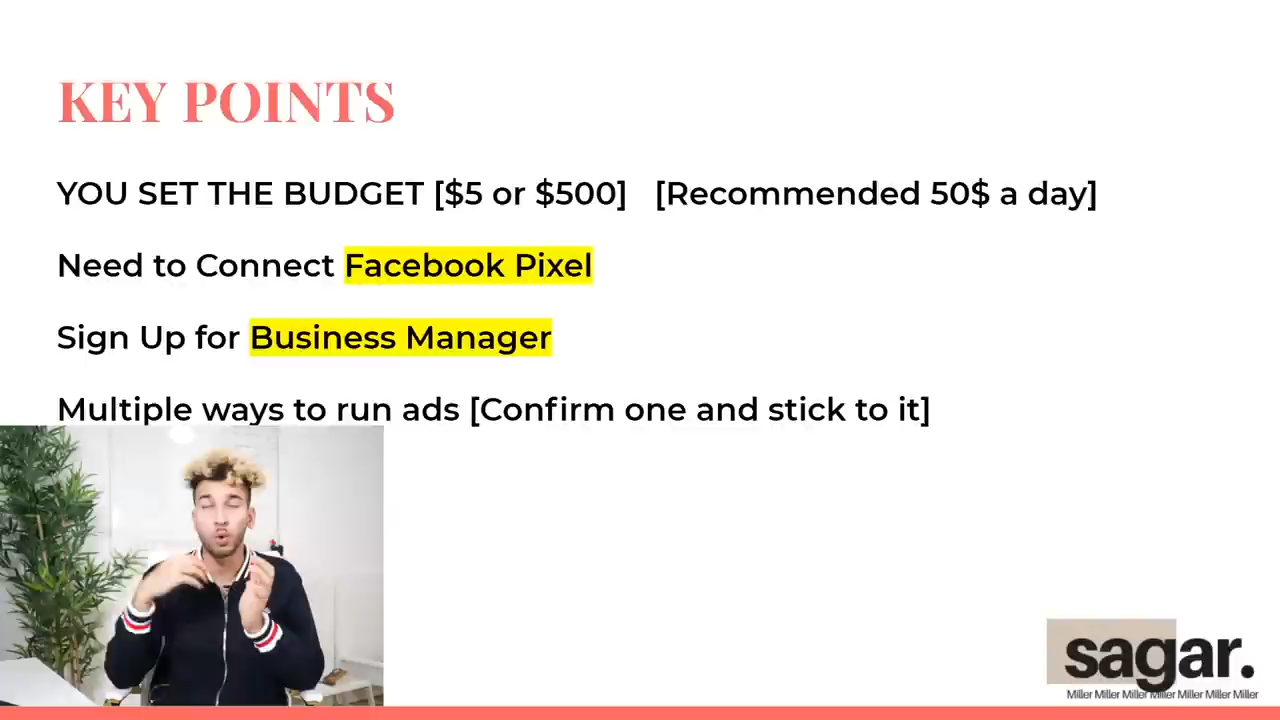 KEY POINTS
YOU SET THE BUDGET [$5 or $500] [Recommended 50$ a day]
Need to Connect Facebook Pixel
Sign Up for Business Manager
Multiple ways to run ads [Confirm one and stick to it]
sagar.
Miller Miller Miller Miller Miller Miller Miller